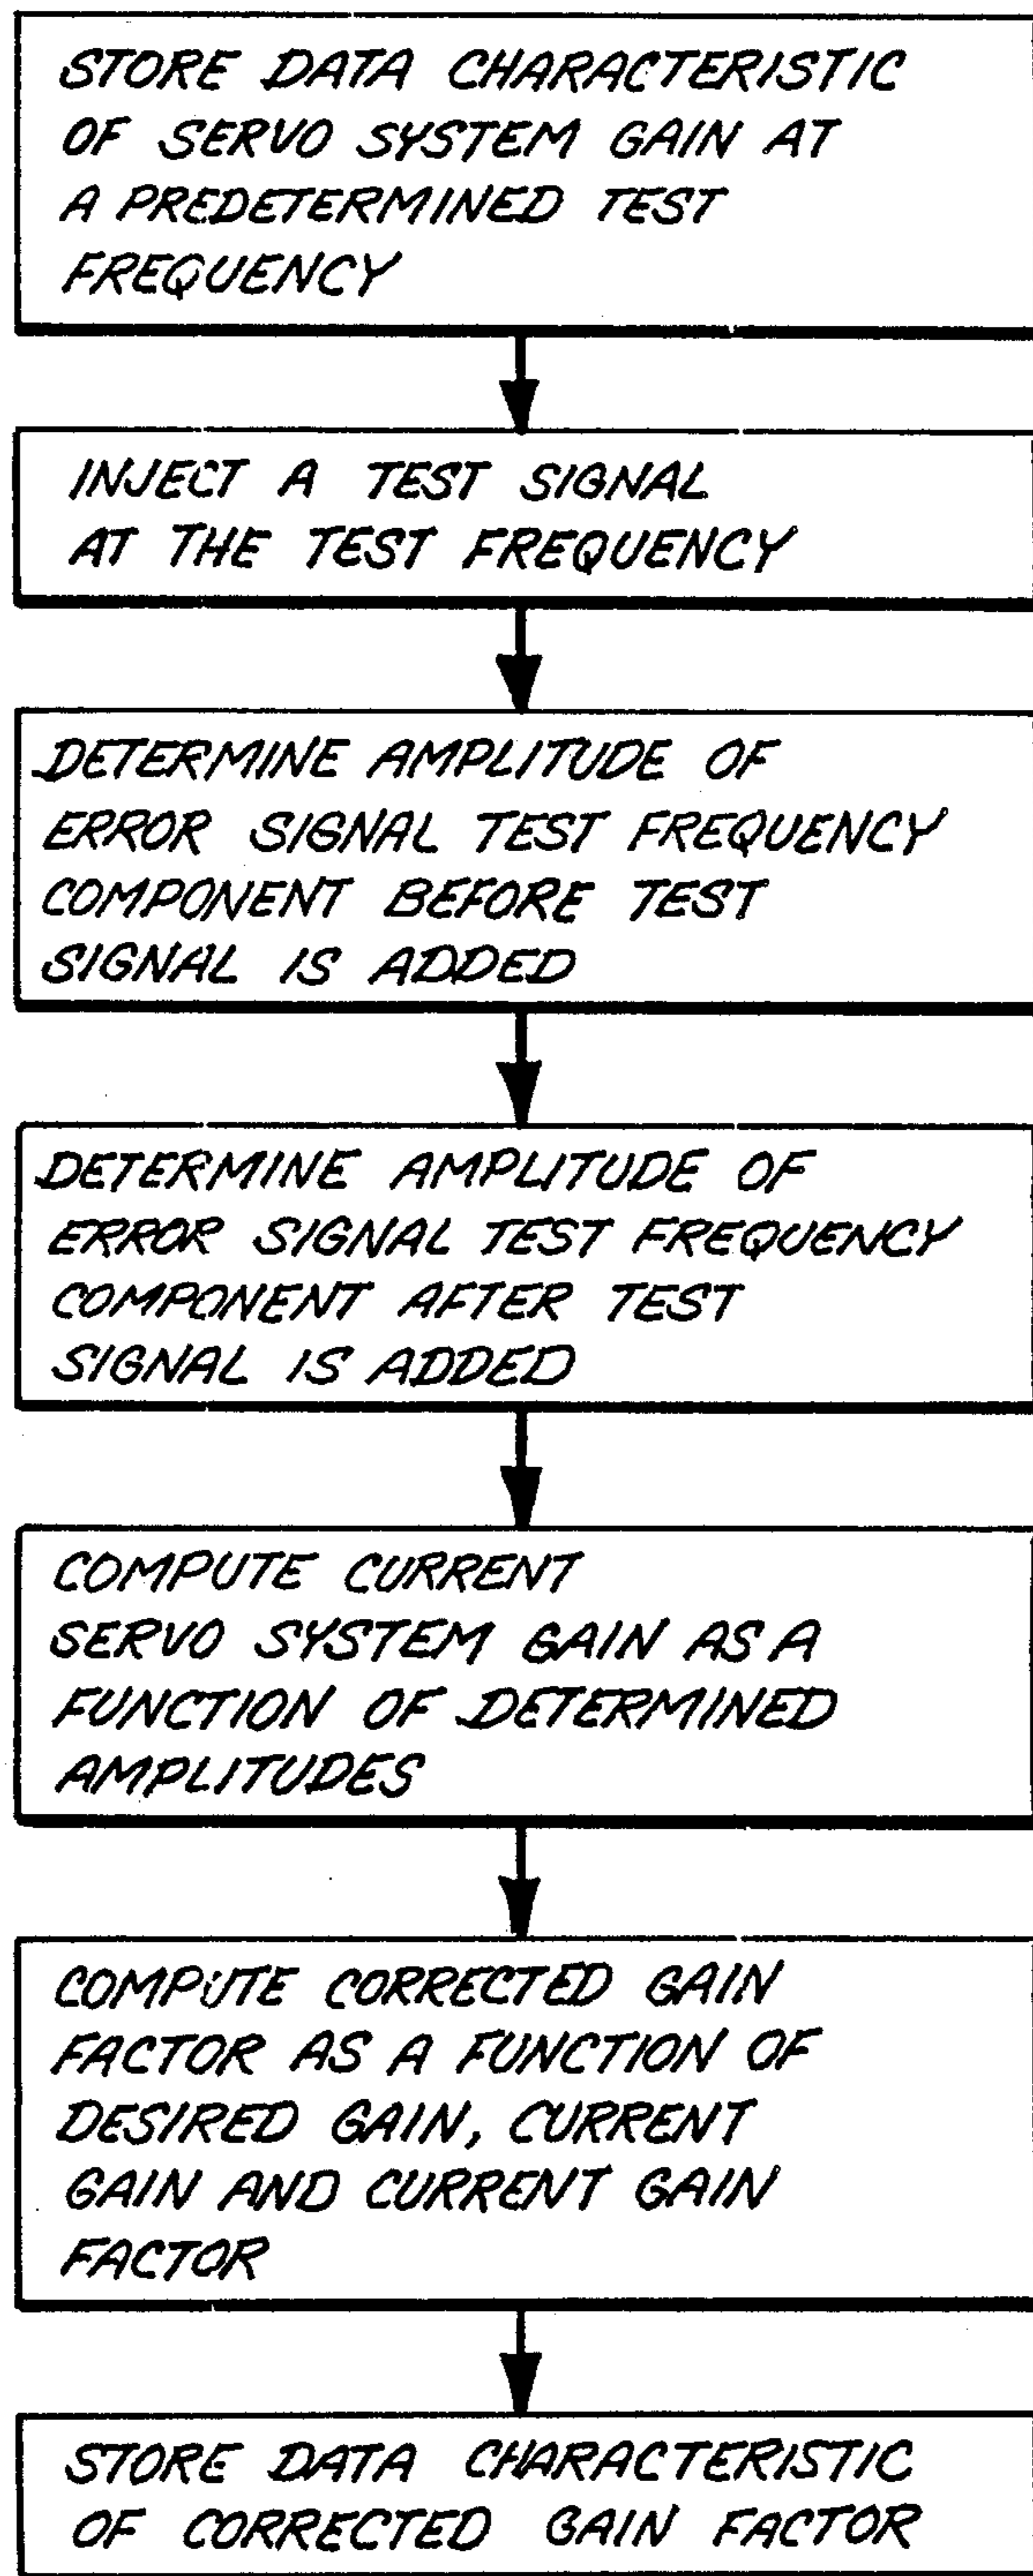 STORE DATA CHARACTERISTIC
OF SERVO SYSTEM GAIN AT
A PREDETERMINED TEST
FREQUENCY
INJECT A TEST SIGNAL
AT THE TEST FREQUENCY
DETERMINE AMPLITUDE OF
ERROR SIGNAL TEST FREQUENCY
COMPONENT BEFORE TEST
SIGNAL IS ADDED
DETERMINE AMPLITUDE OF
ERROR SIGNAL TEST FREQUENCY
COMPONENT AFTER TEST
SIGNAL IS ADDED
COMPUTE CURRENT
SERVO SYSTEM GAIN AS A
FUNCTION OF DETERMINED
AMPLITUDES
COMPUTE CORRECTED GAIN
FACTOR AS A FUNCTION OF
DESIRED GAIN, CURRENT
GAIN AND CURRENT GAIN
FACTOR
STORE DATA CHARACTERISTIC
OF CORRECTED GAIN FACTOR